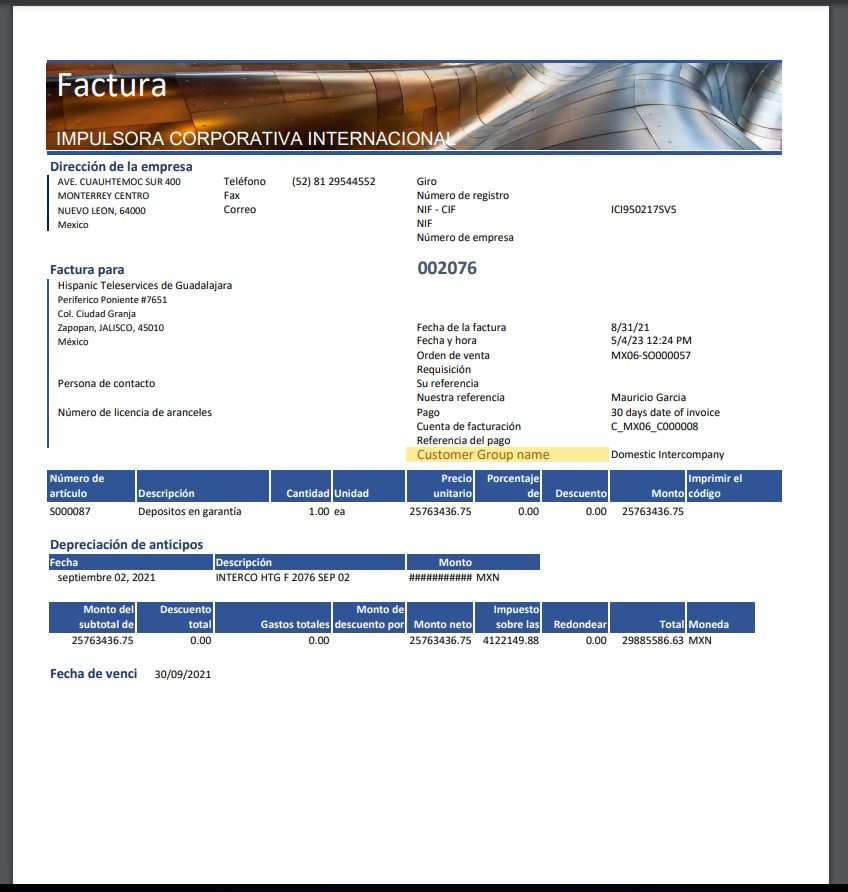 Factura
IMPULSORA CORPORATIVA INTERNACIONAL
Dirección de la empresa
AVE. CUAUHTEMOC SUR 400
MONTERREY CENTRO
NUEVO LEON, 64000
Mexico
Teléfono (52) 81 29544552
Fax
Correo
Giro
Número de registro
NIF - CIF ICI950217SV5
NIF
Número de empresa
Factura para
Hispanic Teleservices de Guadalajara
Periferico Poniente #7651
Col. Ciudad Granja
Zapopan, JALISCO, 45010
México
Persona de contacto
Número de licencia de aranceles
002076
Fecha de la factura 8/31/21
Fecha y hora 5/4/23 12:24 PM
Orden de venta MX06-SO000057
Requisición
Su referencia
Nuestra referencia Mauricio Garcia
Pago 30 days date of invoice
Cuenta de facturación C_MX06_C000008
Referencia del pago
Customer Group name Domestic Intercompany
Número de artículo Descripción Cantidad Unidad Precio unitario Porcentaje de Descuento Monto Imprimir el código
S000087 Depositos en garantía 1.00 ea 25763436.75 0.00 0.00 25763436.75
Depreciación de anticipos
Fecha Descripción Monto
septiembre 02, 2021 INTERCO HTG F 2076 SEP 02 ########### MXN
Monto del subtotal de Descuento total Gastos totales Monto de descuento por Monto neto Impuesto sobre las Redondear Total Moneda
25763436.75 0.00 0.00 25763436.75 4122149.88 0.00 29885586.63 MXN
Fecha de venci 30/09/2021